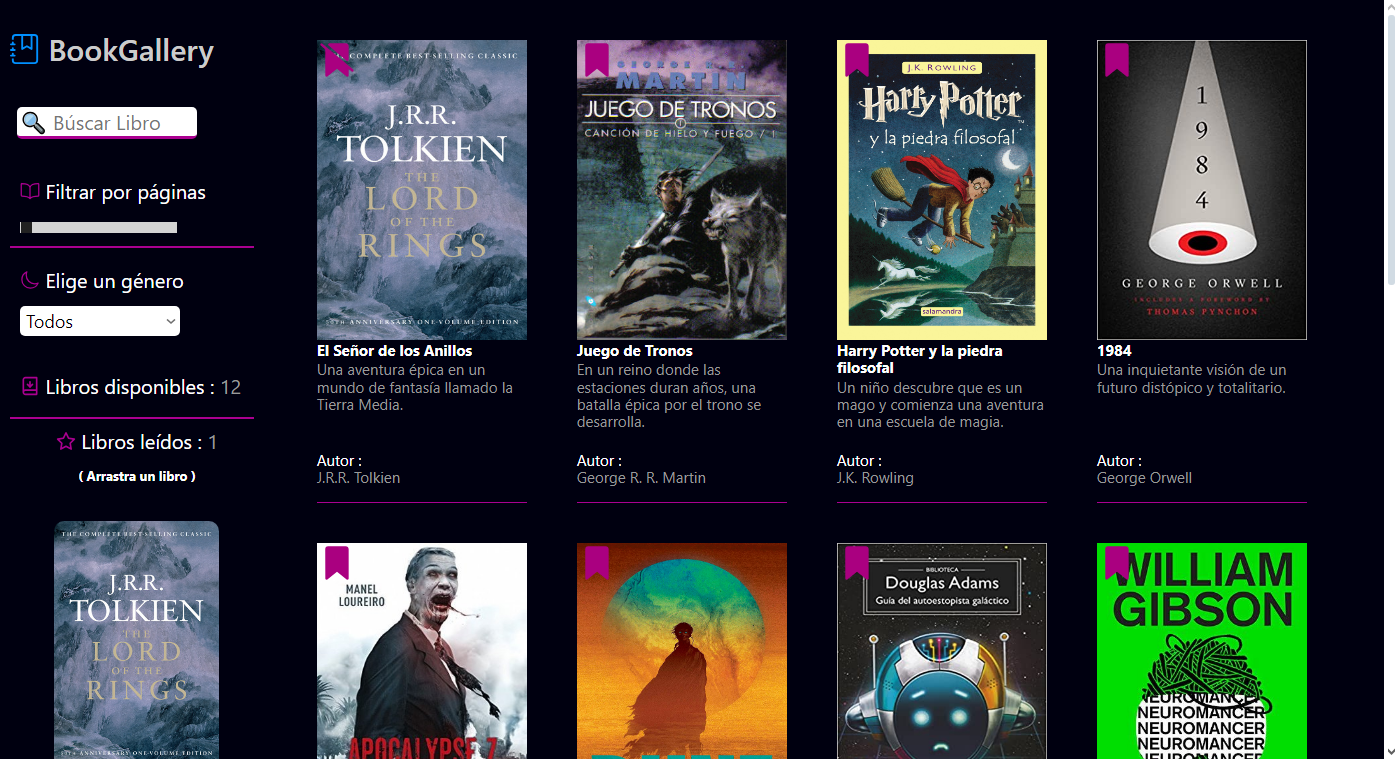 BookGallery
Búscar Libro
Filtrar por páginas
Elige un género
Todos
Libros disponibles : 12
Libros leídos : 1
( Arrastra un libro )
THE COMPLETE BEST-SELLING CLASSIC
J.R.R.
TOLKIEN
THE
LORD
OF THE
RINGS
ANNIVERSARY ONE-VOLUME EDITION
COMPLETE BEST-SELLING CLASSIC
J.R.R.
TOLKIEN
THE
LORD
OF THE
RINGS
50TH ANNIVERSARY ONE-VOLUME EDITION
El Señor de los Anillos
Una aventura épica en un
mundo de fantasía llamado la
Tierra Media.
Autor :
J.R.R. Tolkien
GEORGE R. R.
MARTIN
JUEGO DE TRONOS
CANCIÓN DE HIELO Y FUEGO / 1
Juego de Tronos
En un reino donde las
estaciones duran años, una
batalla épica por el trono se
desarrolla.
Autor :
George R. R. Martin
J.K. ROWLING
Harry Potter
y la piedra filosofal
salamandra
Harry Potter y la piedra
filosofal
Un niño descubre que es un
mago y comienza una aventura
en una escuela de magia.
Autor :
J.K. Rowling
1
9
8
4
GEORGE ORWELL
INCLUDES A FOREWORD BY
THOMAS PYNCHON
1984
Una inquietante visión de un
futuro distópico y totalitario.
Autor :
George Orwell
MANEL
LOUREIRO
APOCALYPSE Z
BIBLIOTECA
Douglas Adams
Guía del autoestopista galáctico
WILLIAM
GIBSON
NEUROMANCER
NEUROMANCER
NEUROMANCER
NEUROMANCER
NEUROMANCER